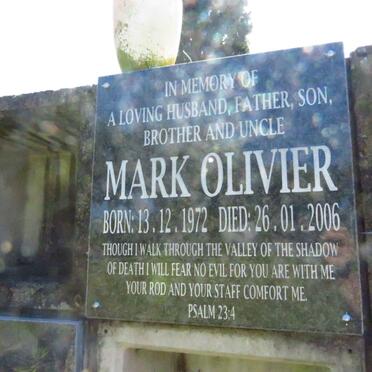 IN MEMORY OF
A LOVING HUSBAND, FATHER, SON,
BROTHER AND UNCLE
MARK OLIVIER
BORN: 13 . 12 . 1972 DIED: 26 . 01 . 2006
THOUGH I WALK THROUGH THE VALLEY OF THE SHADOW
OF DEATH I WILL FEAR NO EVIL FOR YOU ARE WITH ME
YOUR ROD AND YOUR STAFF COMFORT ME.
PSALM 23:4